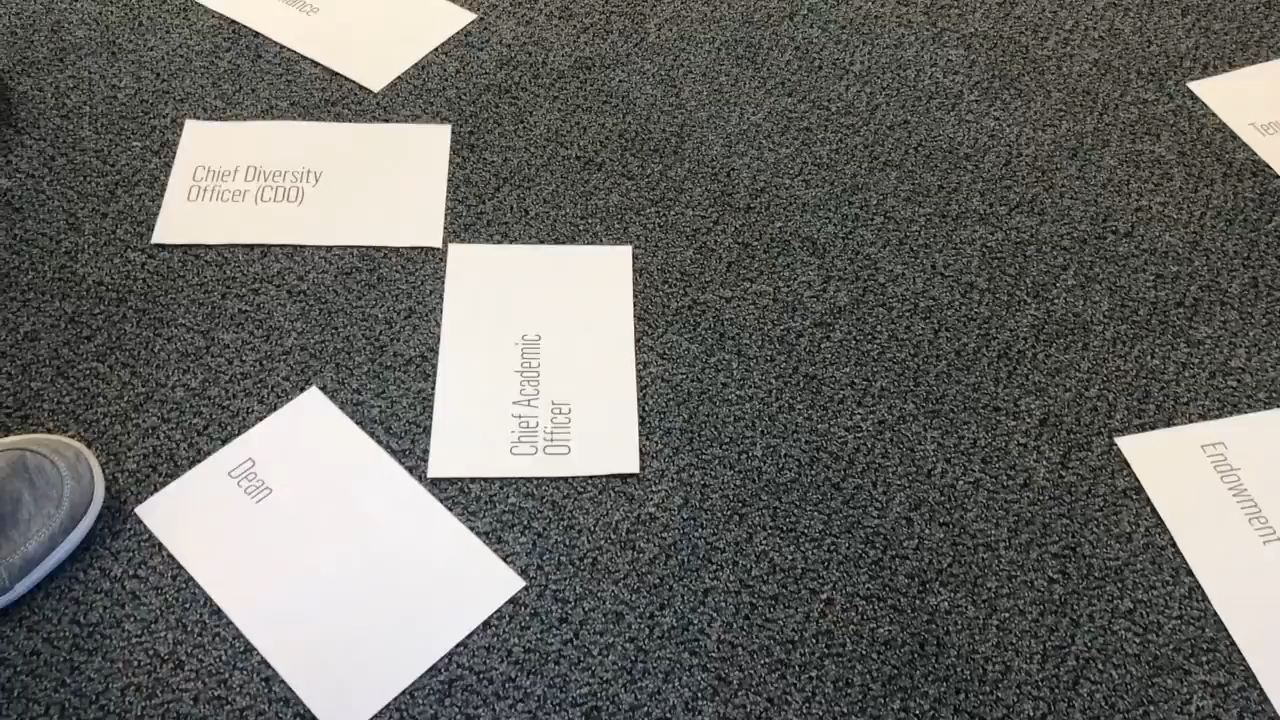 Chief Diversity
Officer (CDO)
Chief Academic
Officer
Dean
Endowment